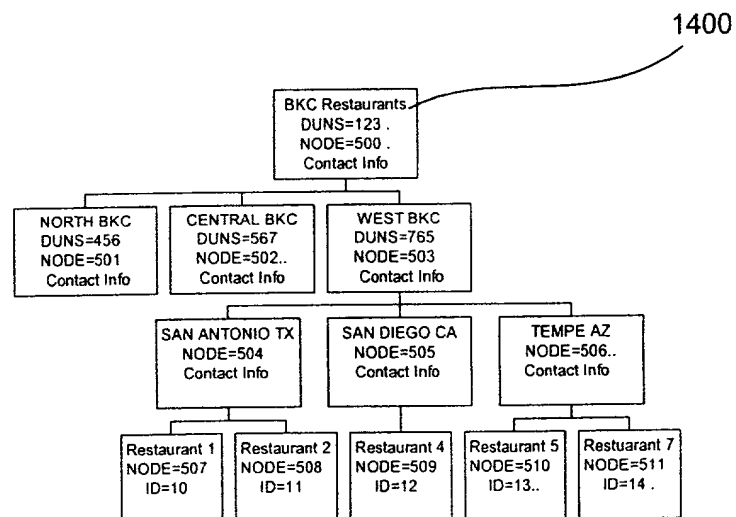 1400
BKC Restaurants
DUNS=123 .
NODE=500 .
Contact Info
NORTH BKC
DUNS=456
NODE=501
Contact Info
CENTRAL BKC
DUNS=567
NODE=502..
Contact Info
WEST BKC
DUNS=765
NODE=503
Contact Info
SAN ANTONIO TX
NODE=504
Contact Info
SAN DIEGO CA
NODE=505
Contact Info
TEMPE AZ
NODE=506..
Contact Info
Restaurant 1
NODE=507
ID=10
Restaurant 2
NODE=508
ID=11
Restaurant 4
NODE=509
ID=12
Restaurant 5
NODE=510
ID=13..
Restuarant 7
NODE=511
ID=14 .